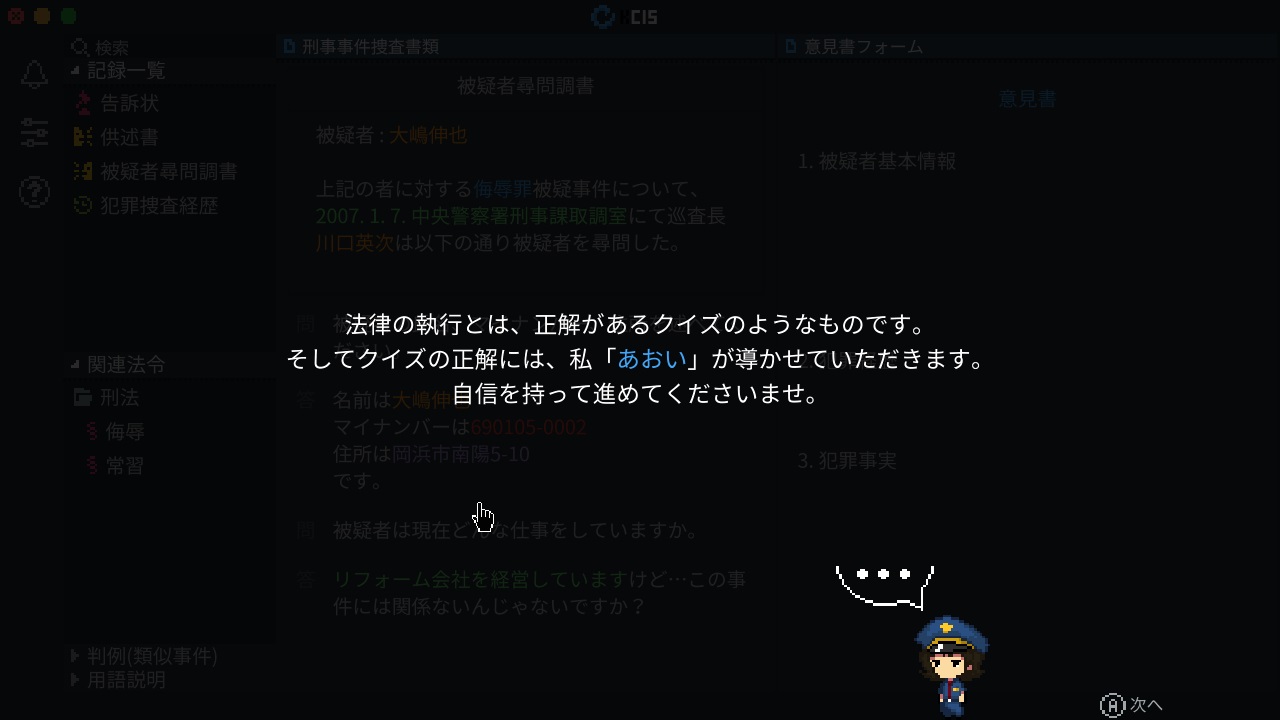 KCIS
検索
記録一覧
告訴状
供述書
被疑者尋問調書
犯罪捜査経歴
関連法令
刑法
侮辱
常習
判例(類似事件)
用語説明
刑事事件捜査書類
被疑者尋問調書
被疑者 : 大嶋伸也
上記の者に対する侮辱罪被疑事件について、
2007. 1. 7. 中央警察署刑事課取調室にて巡査長
川口英次は以下の通り被疑者を尋問した。
法律の執行とは、正解があるクイズのようなものです。
そしてクイズの正解には、私「あおい」が導かせていただきます。
自信を持って進めてくださいませ。
問
答 名前は大嶋伸也
マイナンバーは690105-0002
住所は岡浜市南陽5-10
です。
問 被疑者は現在どんな仕事をしていますか。
答 リフォーム会社を経営していますけど…この事
件には関係ないんじゃないですか？
意見書フォーム
意見書
1. 被疑者基本情報
3. 犯罪事実
A 次へ